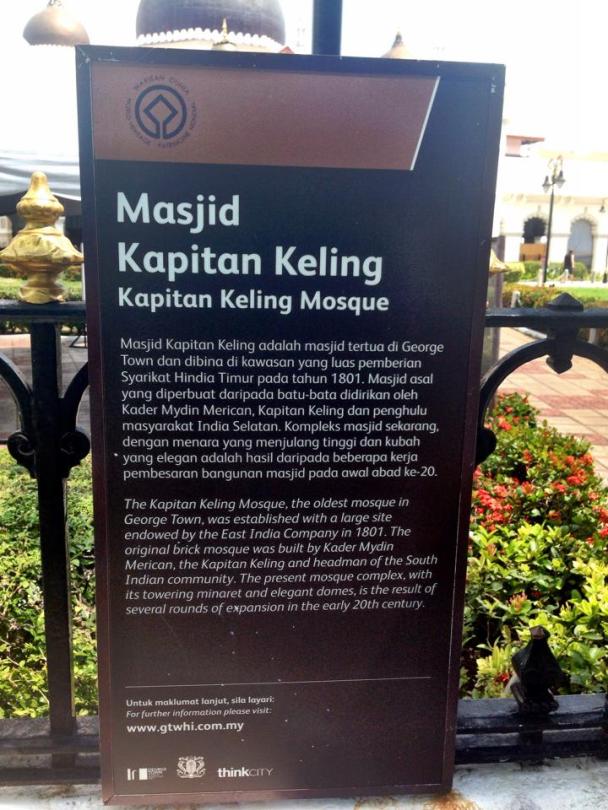 WARISAN DUNIA
WORLD HERITAGE • PATRIMOINE MONDIAL
Masjid
Kapitan Keling
Kapitan Keling Mosque
Masjid Kapitan Keling adalah masjid tertua di George
Town dan dibina di kawasan yang luas pemberian
Syarikat Hindia Timur pada tahun 1801. Masjid asal
yang diperbuat daripada batu-bata didirikan oleh
Kader Mydin Merican, Kapitan Keling dan penghulu
masyarakat India Selatan. Kompleks masjid sekarang,
dengan menara yang menjulang tinggi dan kubah
yang elegan adalah hasil daripada beberapa kerja
pembesaran bangunan masjid pada awal abad ke-20.
The Kapitan Keling Mosque, the oldest mosque in
George Town, was established with a large site
endowed by the East India Company in 1801. The
original brick mosque was built by Kader Mydin
Merican, the Kapitan Keling and headman of the South
Indian community. The present mosque complex, with
its towering minaret and elegant domes, is the result of
several rounds of expansion in the early 20th century.
Untuk maklumat lanjut, sila layari:
For further information please visit:
www.gtwhi.com.my
thinkCITY